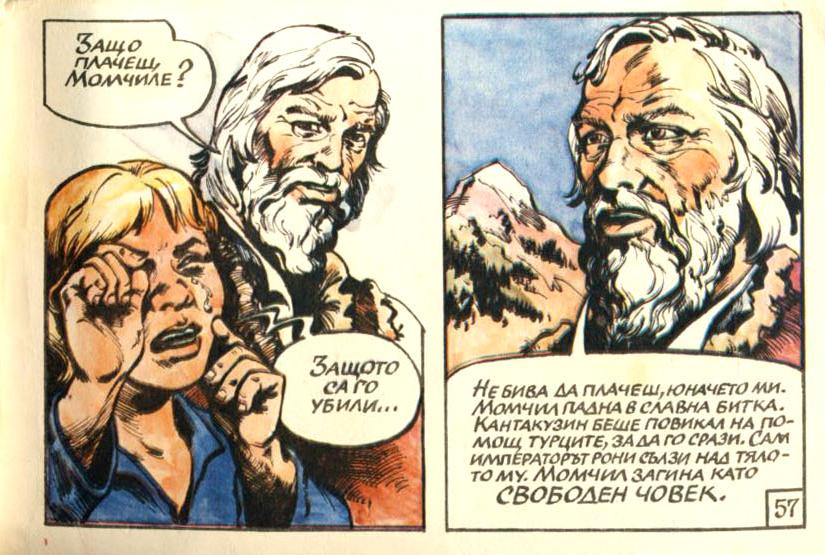 ЗАЩО
ПЛАЧЕШ,
МОМЧИЛЕ?
ЗАЩОТО
СА ГО
УБИЛИ...
НЕ БИВА ДА ПЛАЧЕШ, ЮНАЧЕТО МИ.
МОМЧИЛ ПАДНА В СЛАВНА БИТКА.
КАНТАКУЗИН БЕШЕ ПОВИКАЛ НА ПО-
МОЩ ТУРЦИТЕ, ЗА ДА ГО СРАЗИ. САМ
ИМПЕРАТОРЪТ РОНИ СЪЛЗИ НАД ТЯЛО-
ТО МУ. МОМЧИЛ ЗАГИНА КАТО
СВОБОДЕН ЧОВЕК.
57